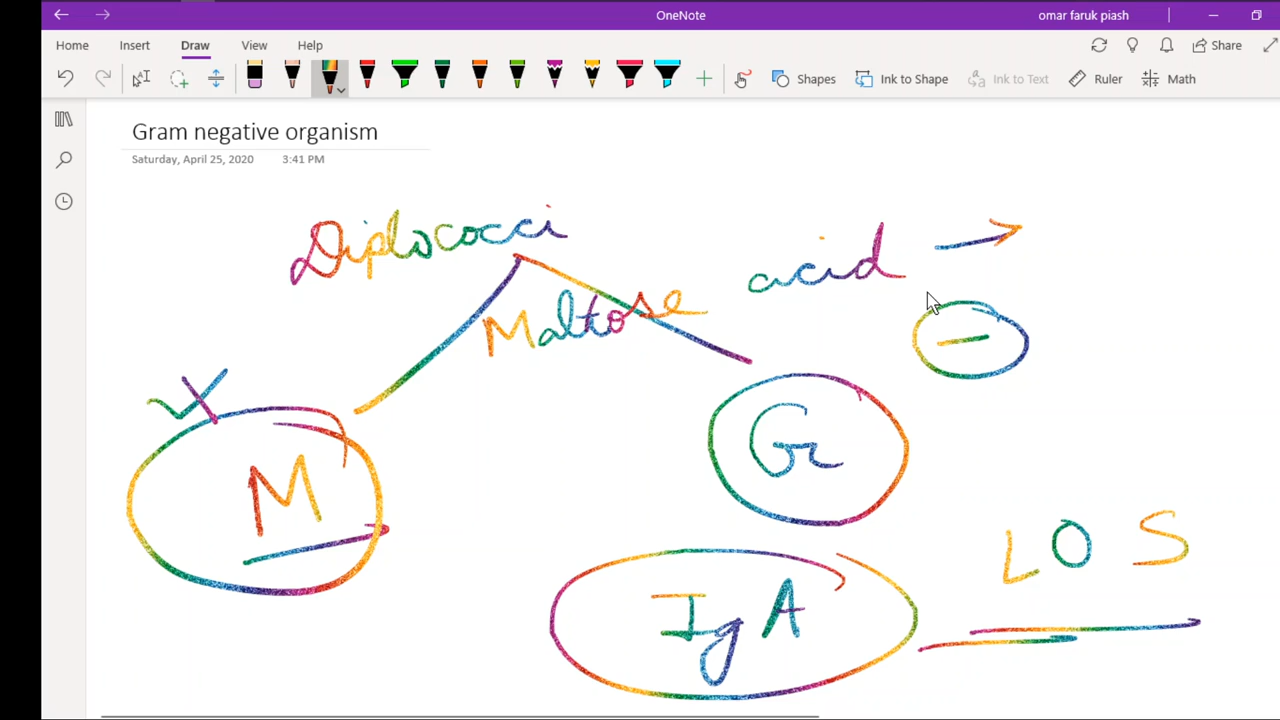 OneNote
omar faruk piash
Home Insert Draw View Help
Share
Shapes Ink to Shape Ink to Text Ruler Math
Gram negative organism
Saturday, April 25, 2020 3:41 PM
Diplococci
acid
Maltose
M
G
IgA
LOS